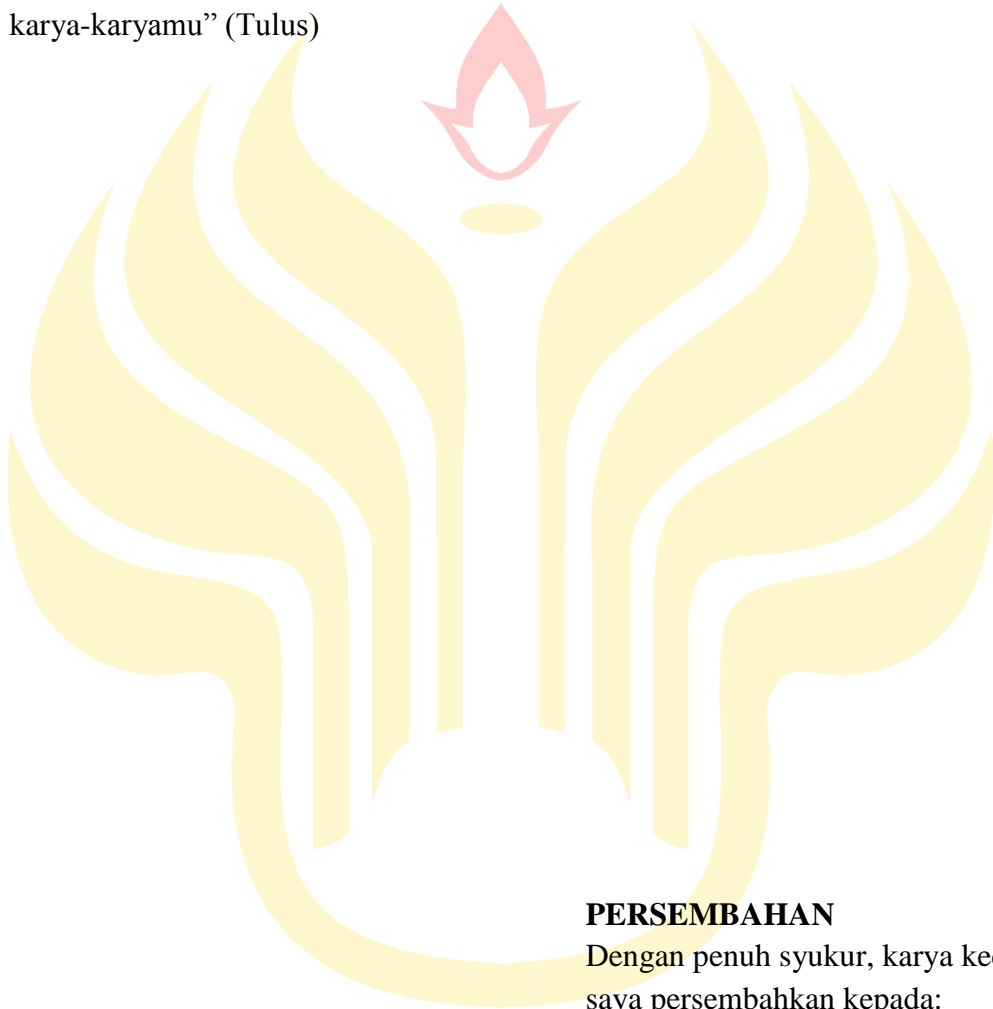 karya-karyamu” (Tulus)
PERSEMBAHAN
Dengan penuh syukur, karya
saya persembahkan kepada: